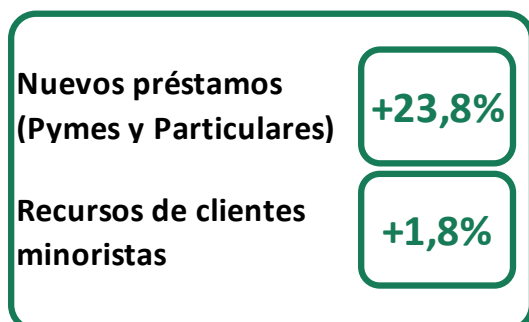 Nuevos préstamos
(Pymes y Particulares)
+23,8%
Recursos de clientes
minoristas
+1,8%